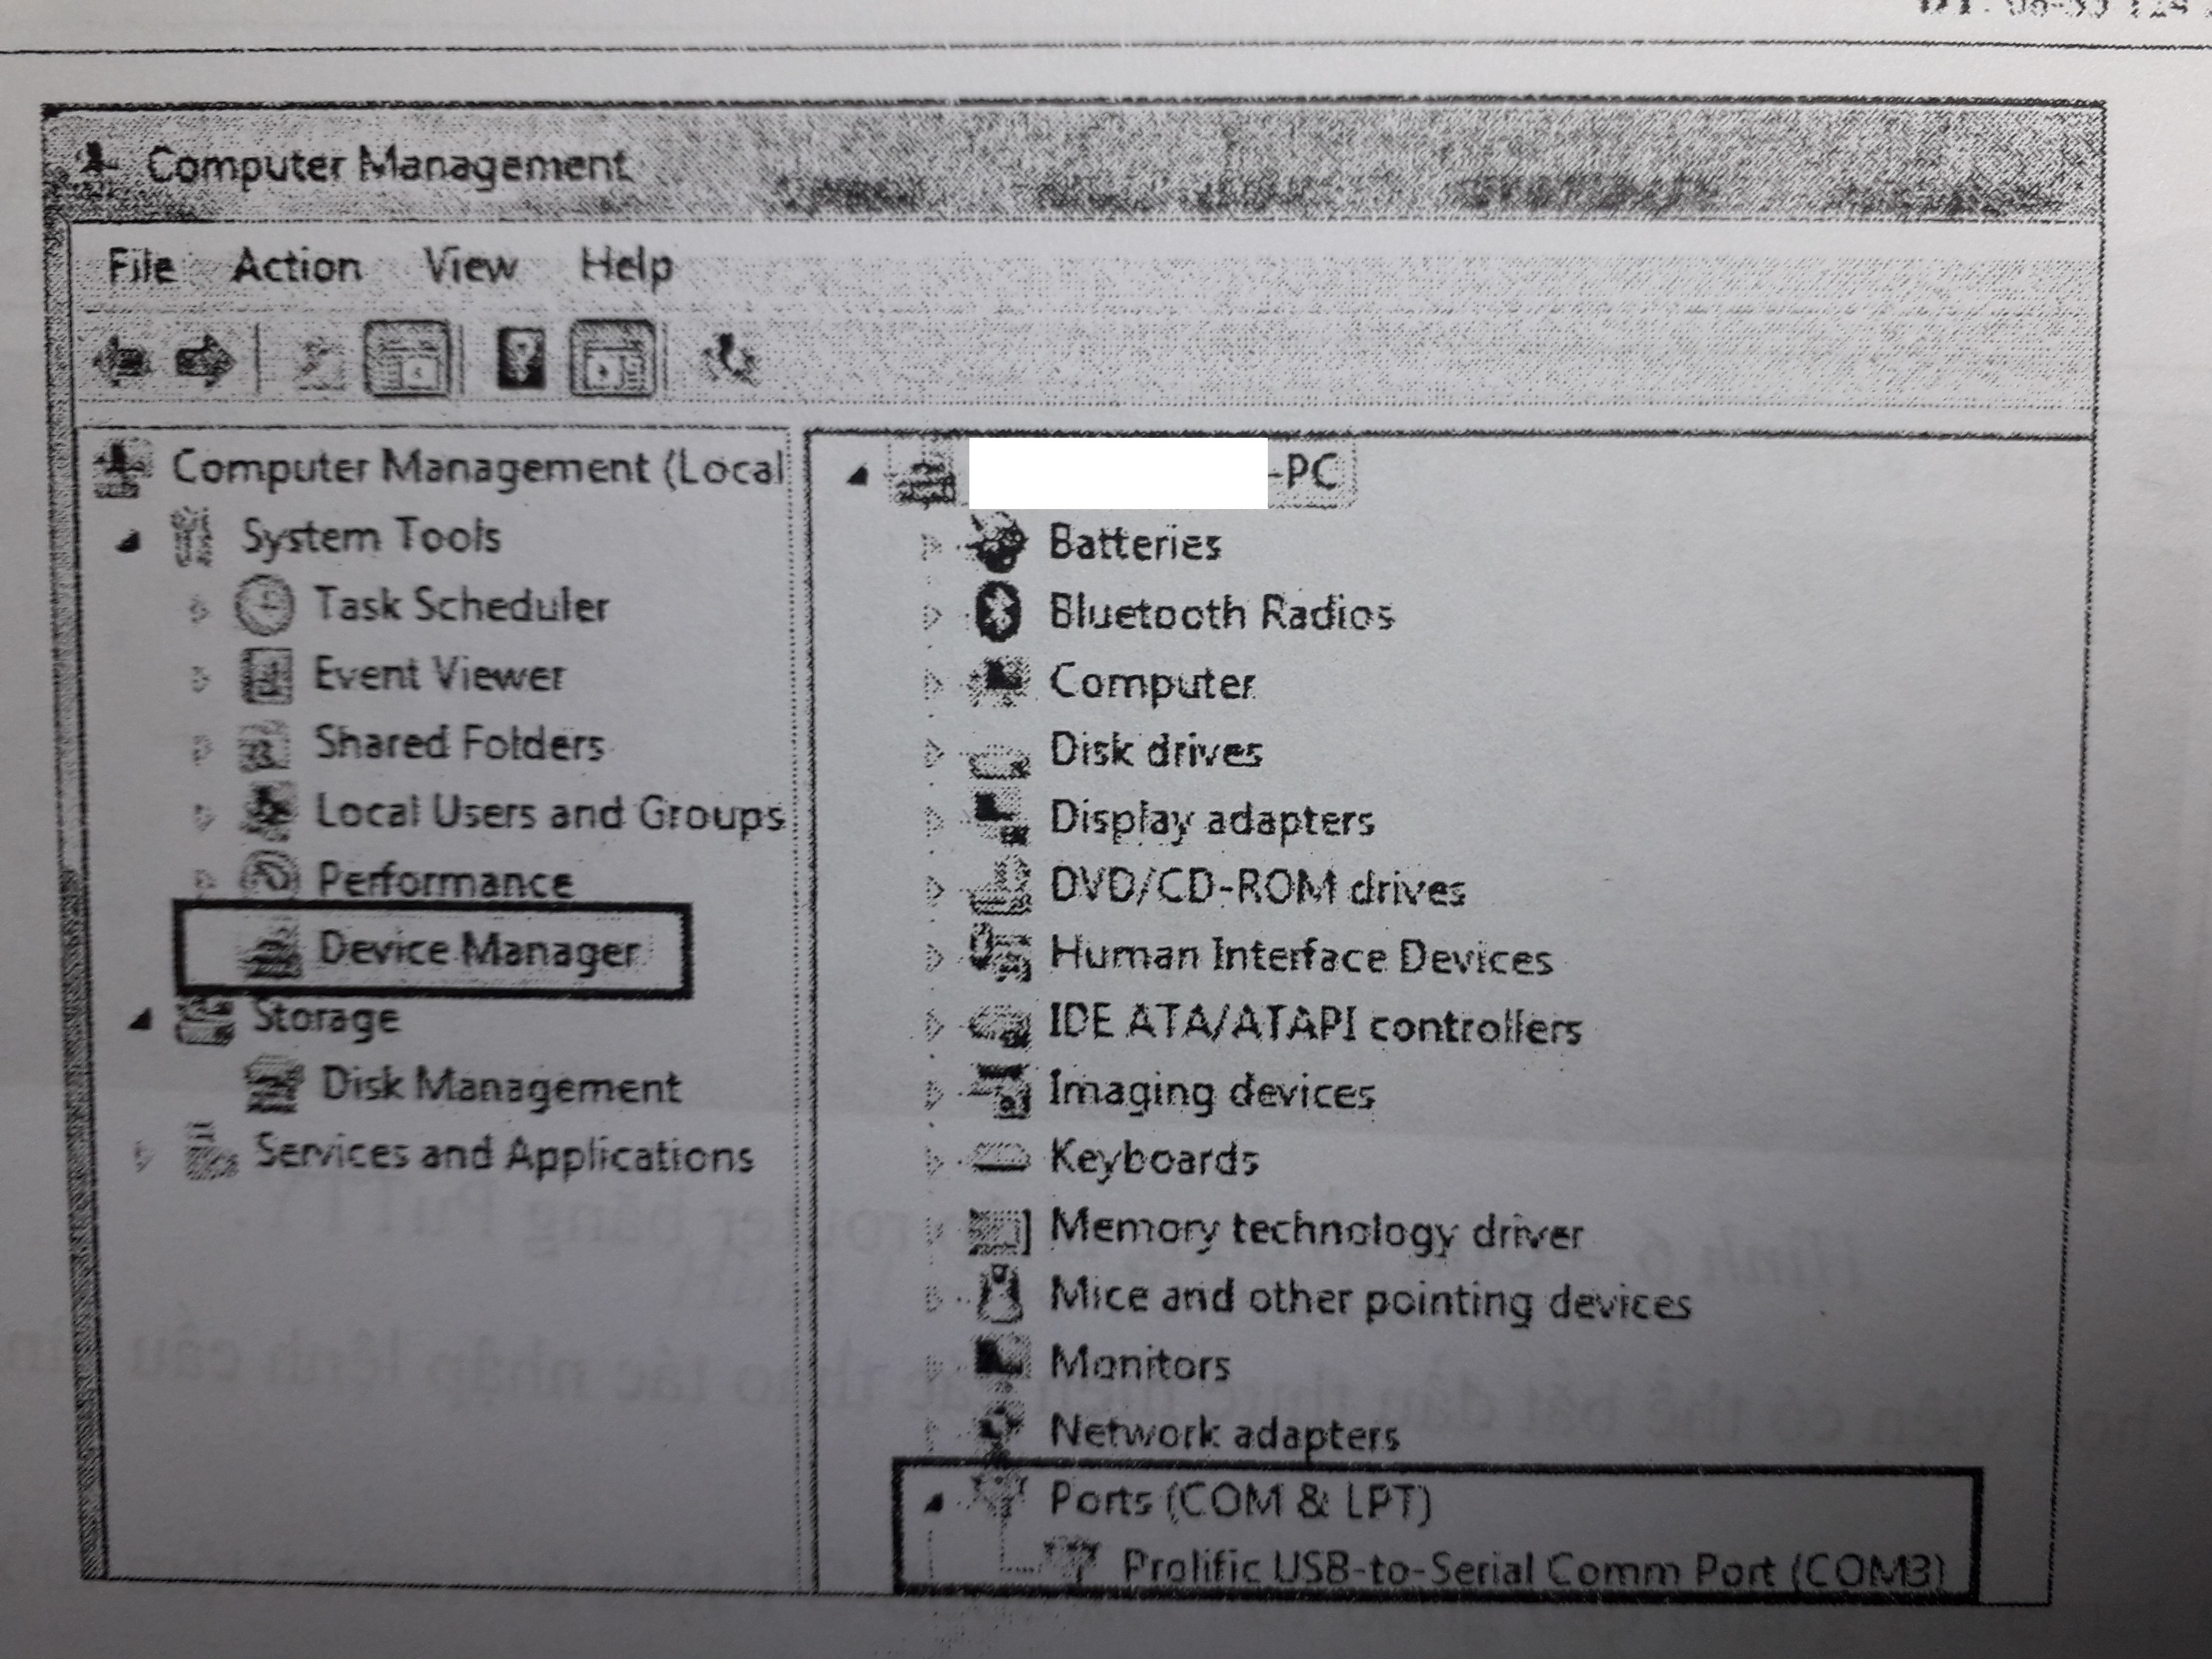 Computer Management
File Action View Help
Computer Management (Local
System Tools
Task Scheduler
Event Viewer
Shared Folders
Local Users and Groups
Performance
Device Manager
Storage
Disk Management
Services and Applications
-PC
Batteries
Bluetooth Radios
Computer
Disk drives
Display adapters
DVD/CD-ROM drives
Human Interface Devices
IDE ATA/ATAPI controllers
Imaging devices
Keyboards
Memory technology driver
Mice and other pointing devices
Monitors
Network adapters
Ports (COM & LPT)
Prolific USB-to-Serial Comm Port (COM3)